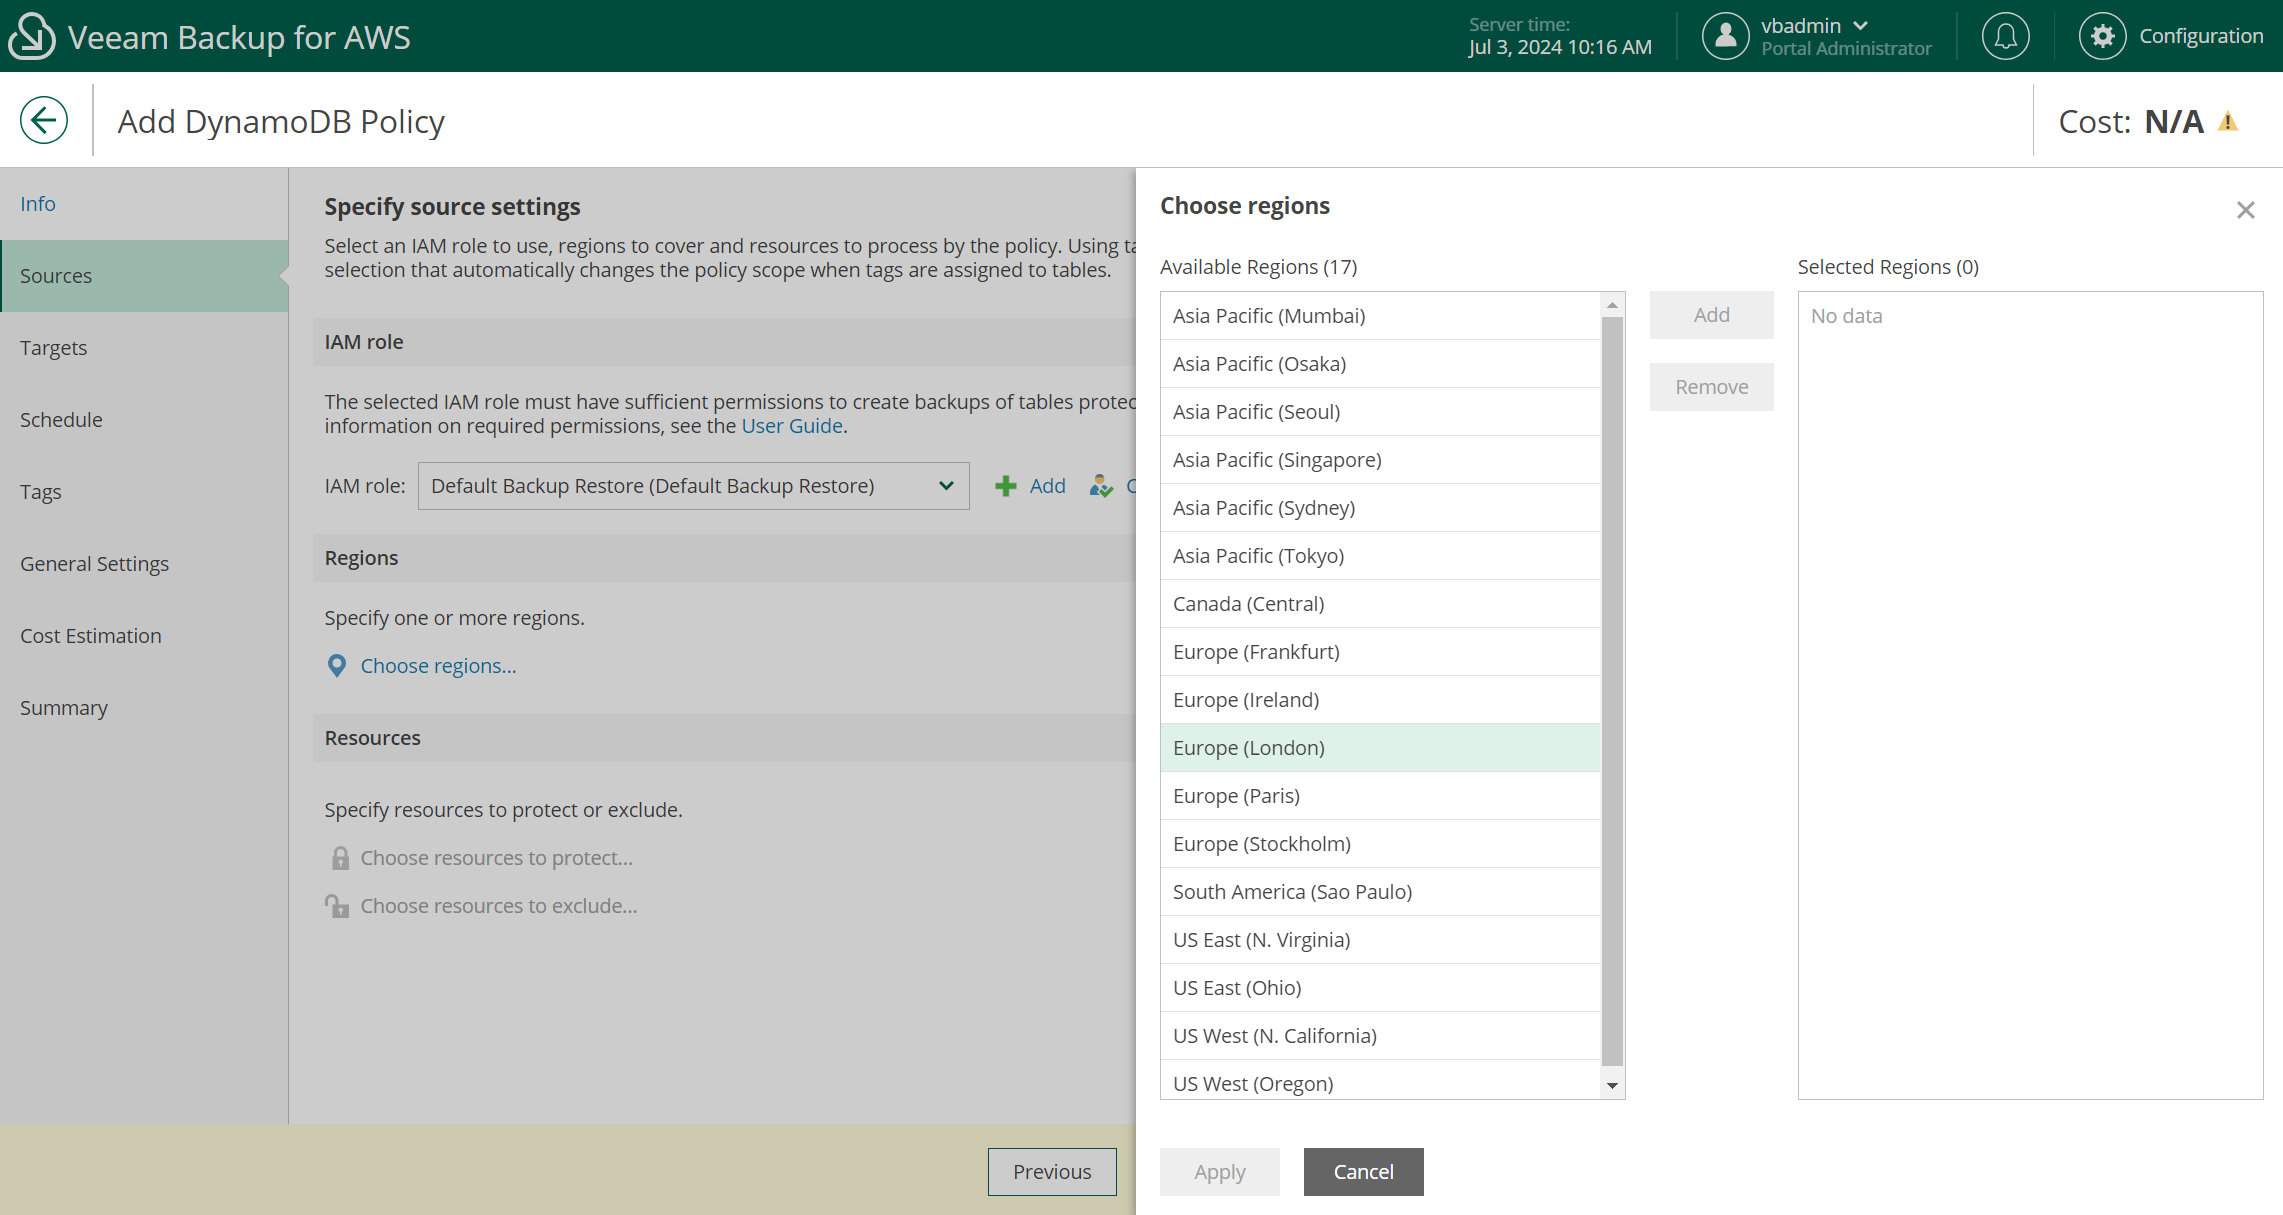 Veeam Backup for AWS
Server time:
Jul 3, 2024 10:16 AM
vbadmin
Portal Administrator
Configuration
Add DynamoDB Policy
Cost: N/A
Info
Sources
Targets
Schedule
Tags
General Settings
Cost Estimation
Summary
Specify source settings
Select an IAM role to use, regions to cover and resources to process by the policy. Using
selection that automatically changes the policy scope when tags are assigned to tables.
IAM role
The selected IAM role must have sufficient permissions to create backups of tables
information on required permissions, see the User Guide.
IAM role: Default Backup Restore (Default Backup Restore) Add
Regions
Specify one or more regions.
Choose regions...
Resources
Specify resources to protect or exclude.
Choose resources to protect...
Choose resources to exclude...
Previous
Choose regions
Available Regions (17)
Asia Pacific (Mumbai)
Asia Pacific (Osaka)
Asia Pacific (Seoul)
Asia Pacific (Singapore)
Asia Pacific (Sydney)
Asia Pacific (Tokyo)
Canada (Central)
Europe (Frankfurt)
Europe (Ireland)
Europe (London)
Europe (Paris)
Europe (Stockholm)
South America (Sao Paulo)
US East (N. Virginia)
US East (Ohio)
US West (N. California)
US West (Oregon)
Add
Remove
Selected Regions (0)
No data
Apply
Cancel